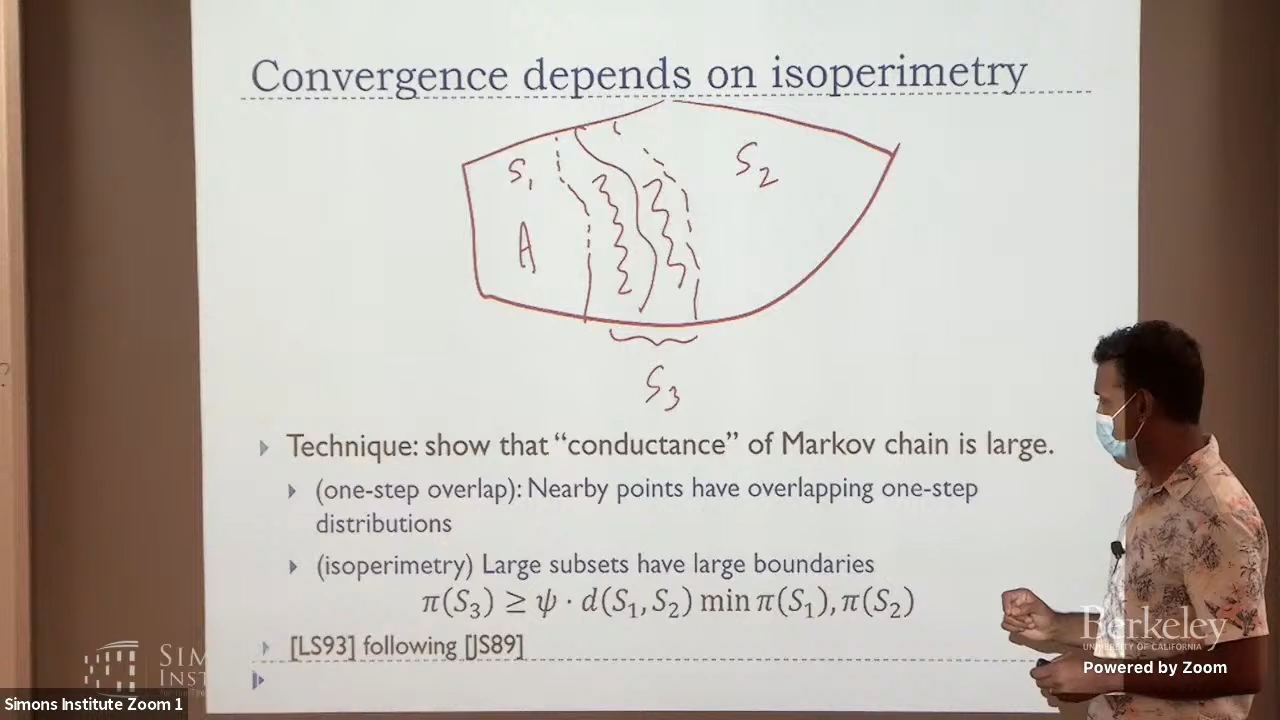 Convergence depends on isoperimetry
S₁
S₂
A
S₃
Technique: show that “conductance” of Markov chain is large.
(one-step overlap): Nearby points have overlapping one-step
distributions
(isoperimetry) Large subsets have large boundaries
π(S₃) ≥ ψ · d(S₁, S₂) min π(S₁), π(S₂)
[LS93] following [JS89]
Berkeley
UNIVERSITY OF CALIFORNIA
Powered by Zoom
Simons Institute Zoom 1